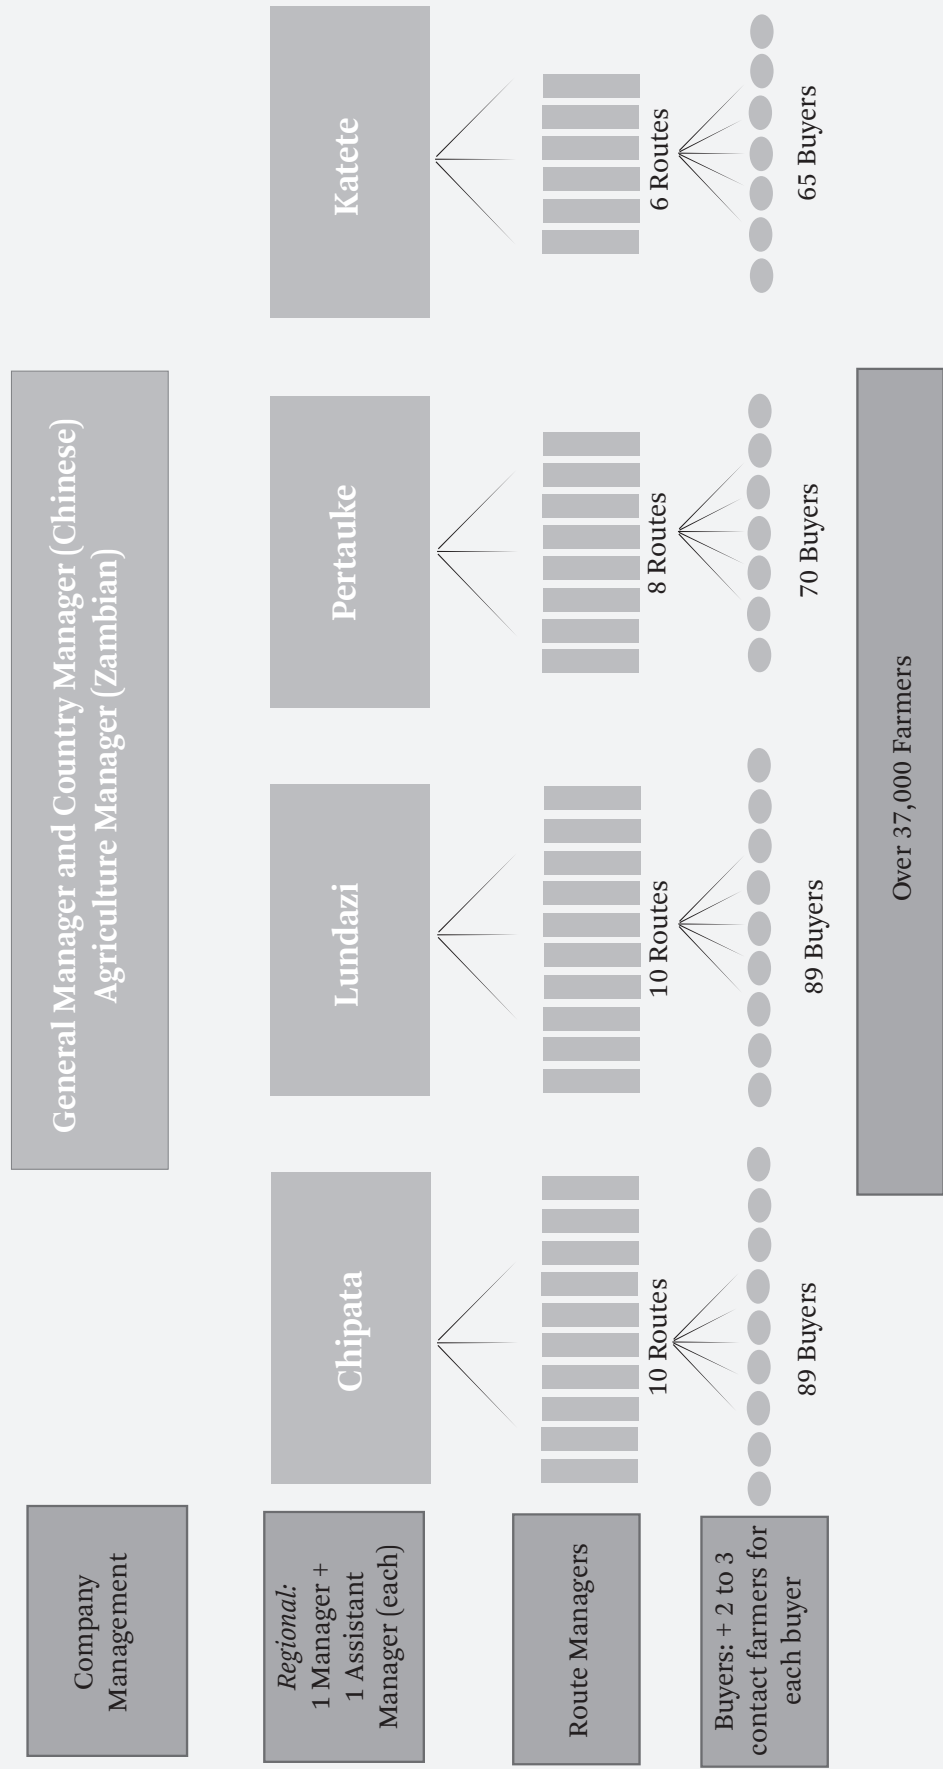 Company
Management
General Manager and Country Manager (Chinese)
Agriculture Manager (Zambian)
Regional:
1 Manager +
1 Assistant
Manager (each)
Chipata
Lundazi
Pertauke
Katete
Route Managers
10 Routes
10 Routes
8 Routes
6 Routes
Buyers: + 2 to 3
contact farmers for
each buyer
89 Buyers
89 Buyers
70 Buyers
65 Buyers
Over 37,000 Farmers